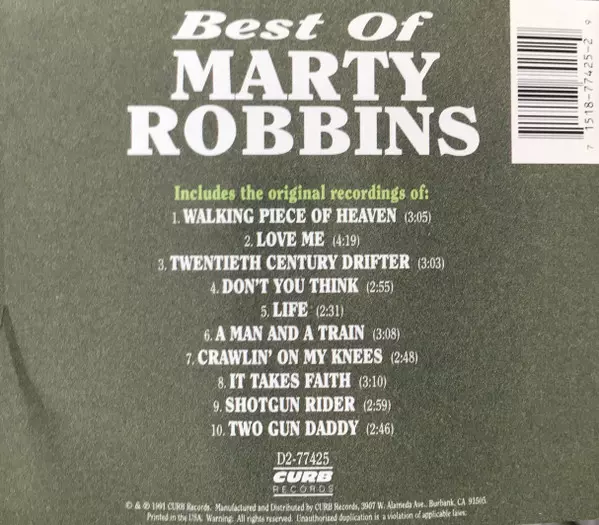 Best Of
MARTY
ROBBINS
7 1518-77425-2 9
Includes the original recordings of:
1. WALKING PIECE OF HEAVEN (3:05)
2. LOVE ME (4:19)
3. TWENTIETH CENTURY DRIFTER (3:03)
4. DON'T YOU THINK (2:55)
5. LIFE (2:31)
6. A MAN AND A TRAIN (3:08)
7. CRAWLIN' ON MY KNEES (2:48)
8. IT TAKES FAITH (3:10)
9. SHOTGUN RIDER (2:59)
10. TWO GUN DADDY (2:46)
D2-77425
CURB
RECORDS
© & ℗ 1991 CURB Records. Manufactured and Distributed by CURB Records, 3907 W. Alameda Ave., Burbank, CA 91505.
Printed in the USA. Warning: All rights reserved. Unauthorized duplication is a violation of applicable laws.